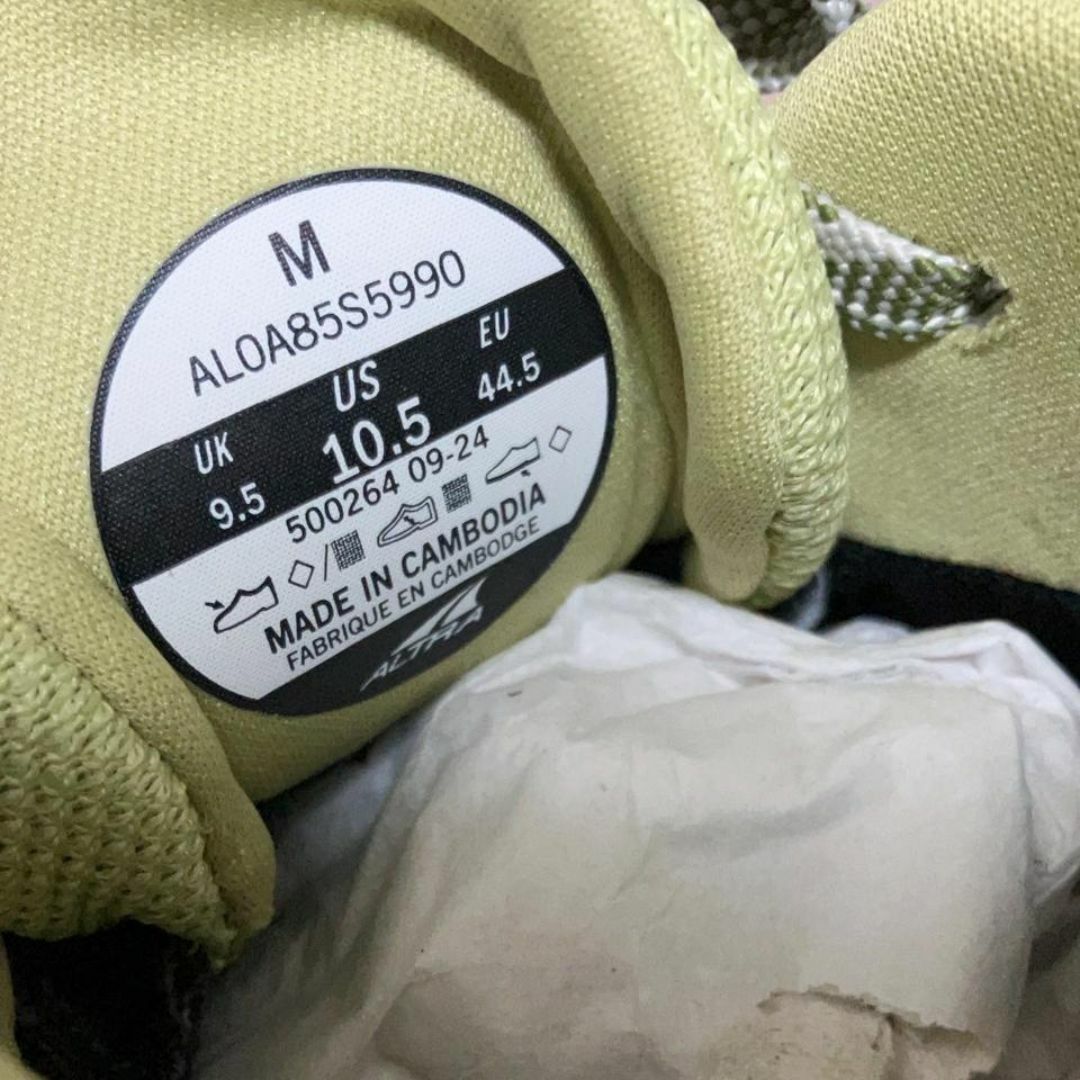 M
AL0A85S5990
UK US EU
9.5 10.5 44.5
500264 09-24
MADE IN CAMBODIA
FABRIQUE EN CAMBODGE
ALTRA